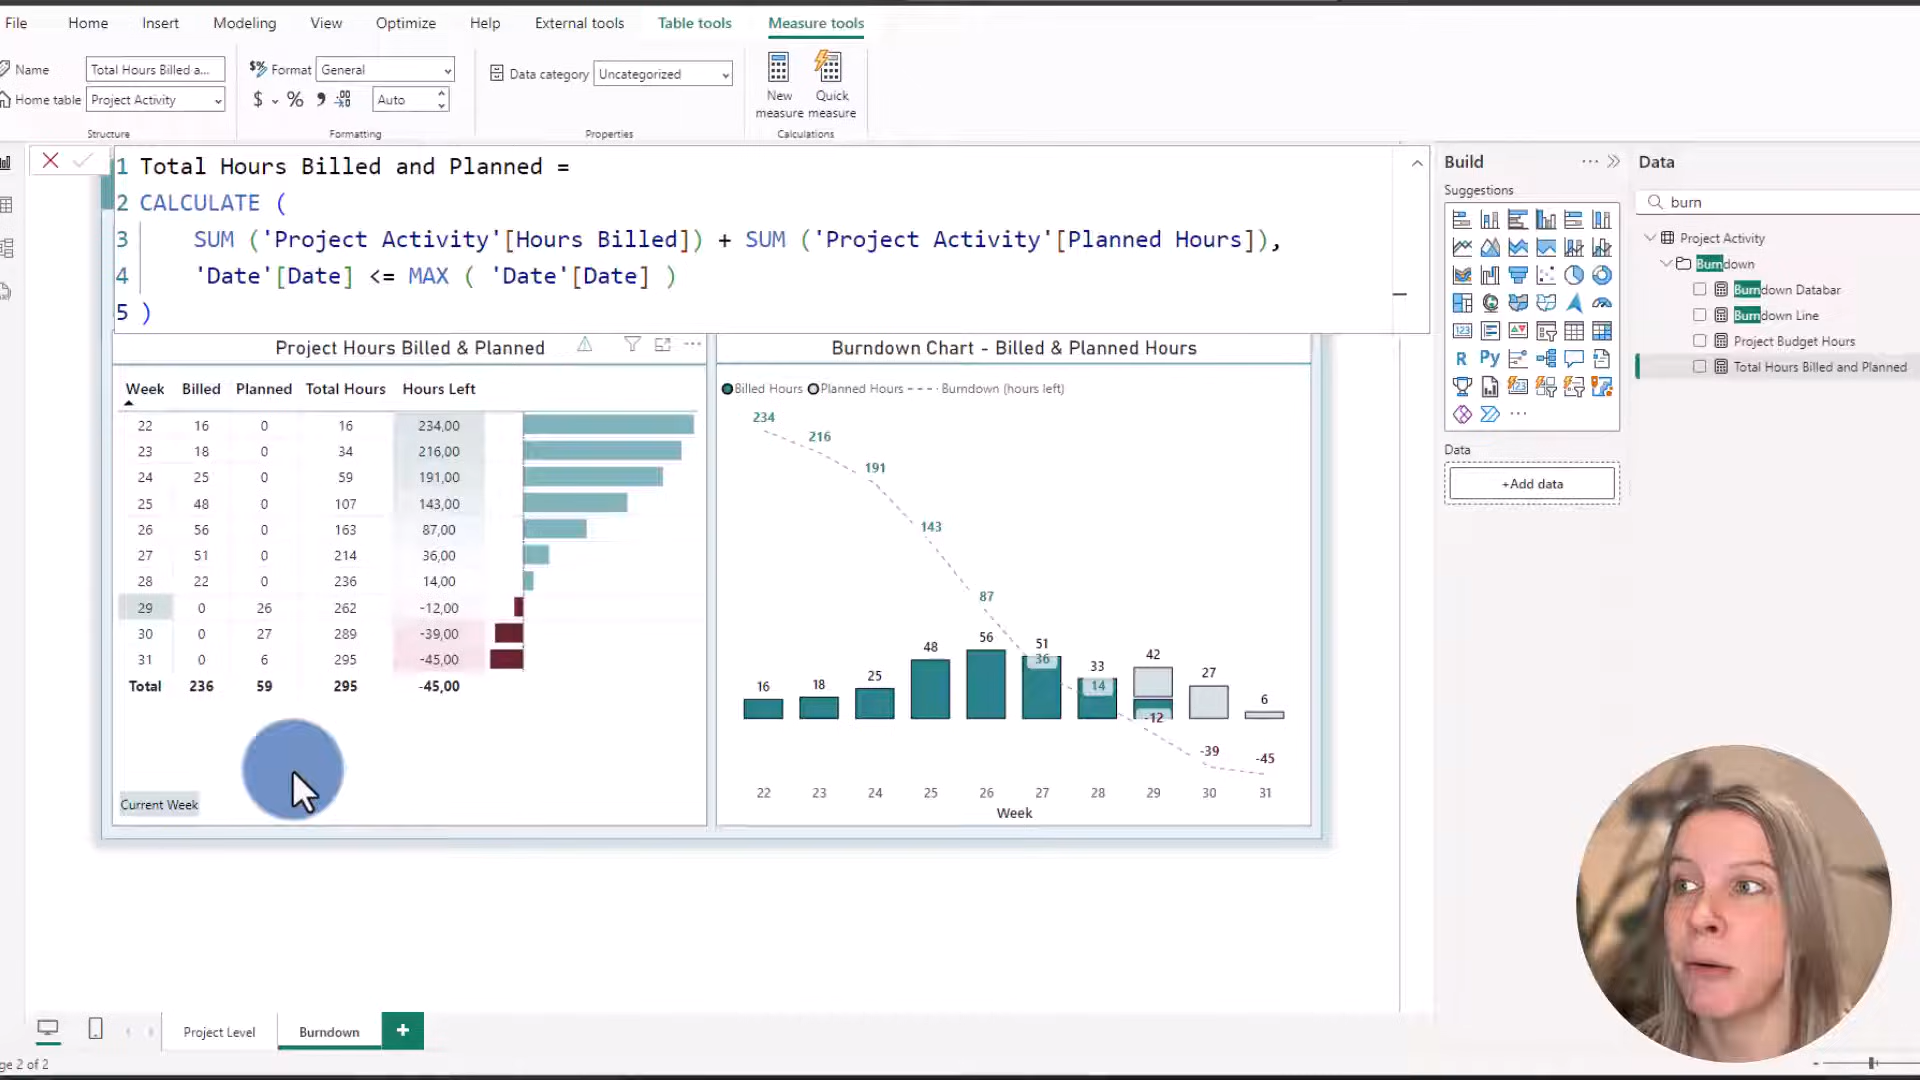 File Home Insert Modeling View Optimize Help External tools Table tools Measure tools
Name Total Hours Billed a... Format General Data category Uncategorized
Home table Project Activity $ % Auto New measure Quick measure
Structure Formatting Properties Calculations
1 Total Hours Billed and Planned =
2 CALCULATE (
3 SUM ('Project Activity'[Hours Billed]) + SUM ('Project Activity'[Planned Hours]),
4 'Date'[Date] <= MAX ( 'Date'[Date] )
5 )
Project Hours Billed & Planned
Week Billed Planned Total Hours Hours Left
22 16 0 16 234,00
23 18 0 34 216,00
24 25 0 59 191,00
25 48 0 107 143,00
26 56 0 163 87,00
27 51 0 214 36,00
28 22 0 236 14,00
29 0 26 262 -12,00
30 0 27 289 -39,00
31 0 6 295 -45,00
Total 236 59 295 -45,00
Current Week
Burndown Chart - Billed & Planned Hours
Billed Hours Planned Hours Burndown (hours left)
234
216
191
143
87
16 18 25 48 56 51 33 42 27 6
36 14 -12 -39 -45
22 23 24 25 26 27 28 29 30 31
Week
Build
Suggestions
R Py
123
Data
+Add data
Data
burn
Project Activity
Burndown
Burndown Databar
Burndown Line
Project Budget Hours
Total Hours Billed and Planned
Project Level Burndown +
ge 2 of 2